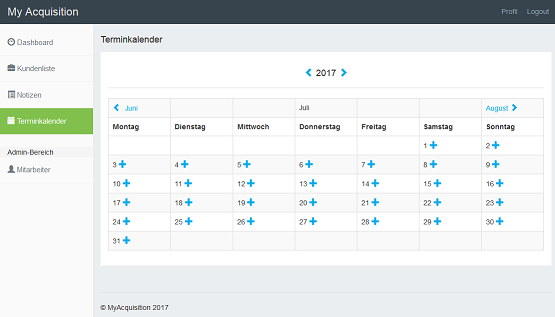 My Acquisition
Profil Logout
Dashboard
Kundenliste
Notizen
Terminkalender
Admin-Bereich
Mitarbeiter
Terminkalender
2017
Juni Juli August
Montag Dienstag Mittwoch Donnerstag Freitag Samstag Sonntag
1 2
3 4 5 6 7 8 9
10 11 12 13 14 15 16
17 18 19 20 21 22 23
24 25 26 27 28 29 30
31
© MyAcquisition 2017